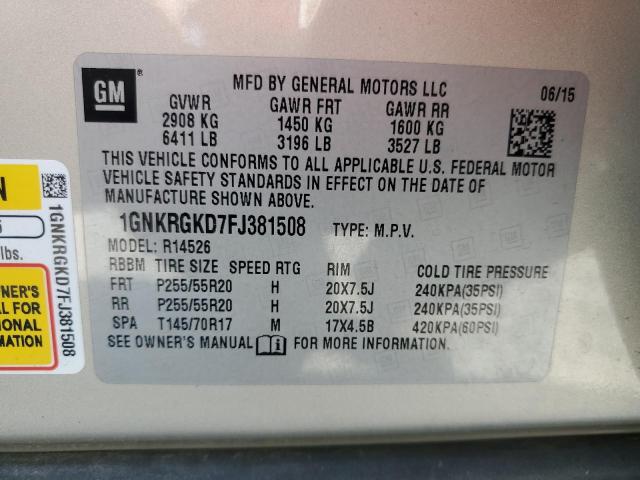 GM ®
MFD BY GENERAL MOTORS LLC
06/15
GVWR GAWR FRT GAWR RR
2908 KG 1450 KG 1600 KG
6411 LB 3196 LB 3527 LB
THIS VEHICLE CONFORMS TO ALL APPLICABLE U.S. FEDERAL MOTOR
VEHICLE SAFETY STANDARDS IN EFFECT ON THE DATE OF
MANUFACTURE SHOWN ABOVE.
1GNKRGKD7FJ381508 TYPE: M.P.V.
MODEL: R14526
RBBM TIRE SIZE SPEED RTG RIM COLD TIRE PRESSURE
FRT P255/55R20 H 20X7.5J 240KPA(35PSI)
RR P255/55R20 H 20X7.5J 240KPA(35PSI)
SPA T145/70R17 M 17X4.5B 420KPA(60PSI)
SEE OWNER'S MANUAL FOR MORE INFORMATION.
N
5
lbs.
OWNER'S
FOR
MATION
1GNKRGKD7FJ381508